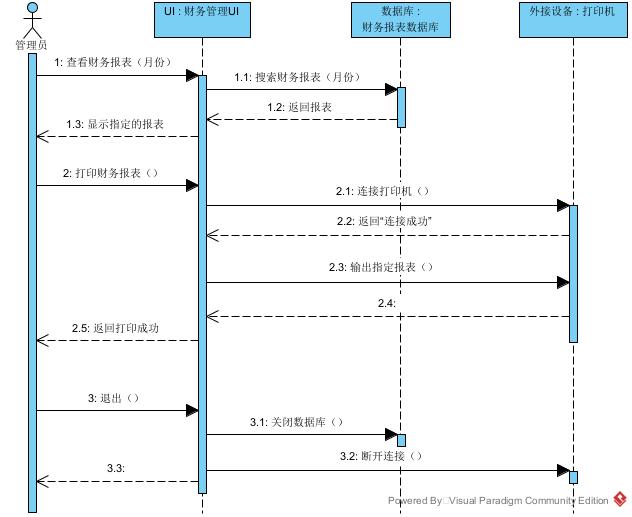 管理员
UI : 财务管理UI
数据库 :
财务报表数据库
外接设备 : 打印机
1: 查看财务报表（月份）
1.1: 搜索财务报表（月份）
1.2: 返回报表
1.3: 显示指定的报表
2: 打印财务报表（）
2.1: 连接打印机（）
2.2: 返回“连接成功”
2.3: 输出指定报表（）
2.4:
2.5: 返回打印成功
3: 退出（）
3.1: 关闭数据库（）
3.2: 断开连接（）
3.3:
Powered By Visual Paradigm Community Edition